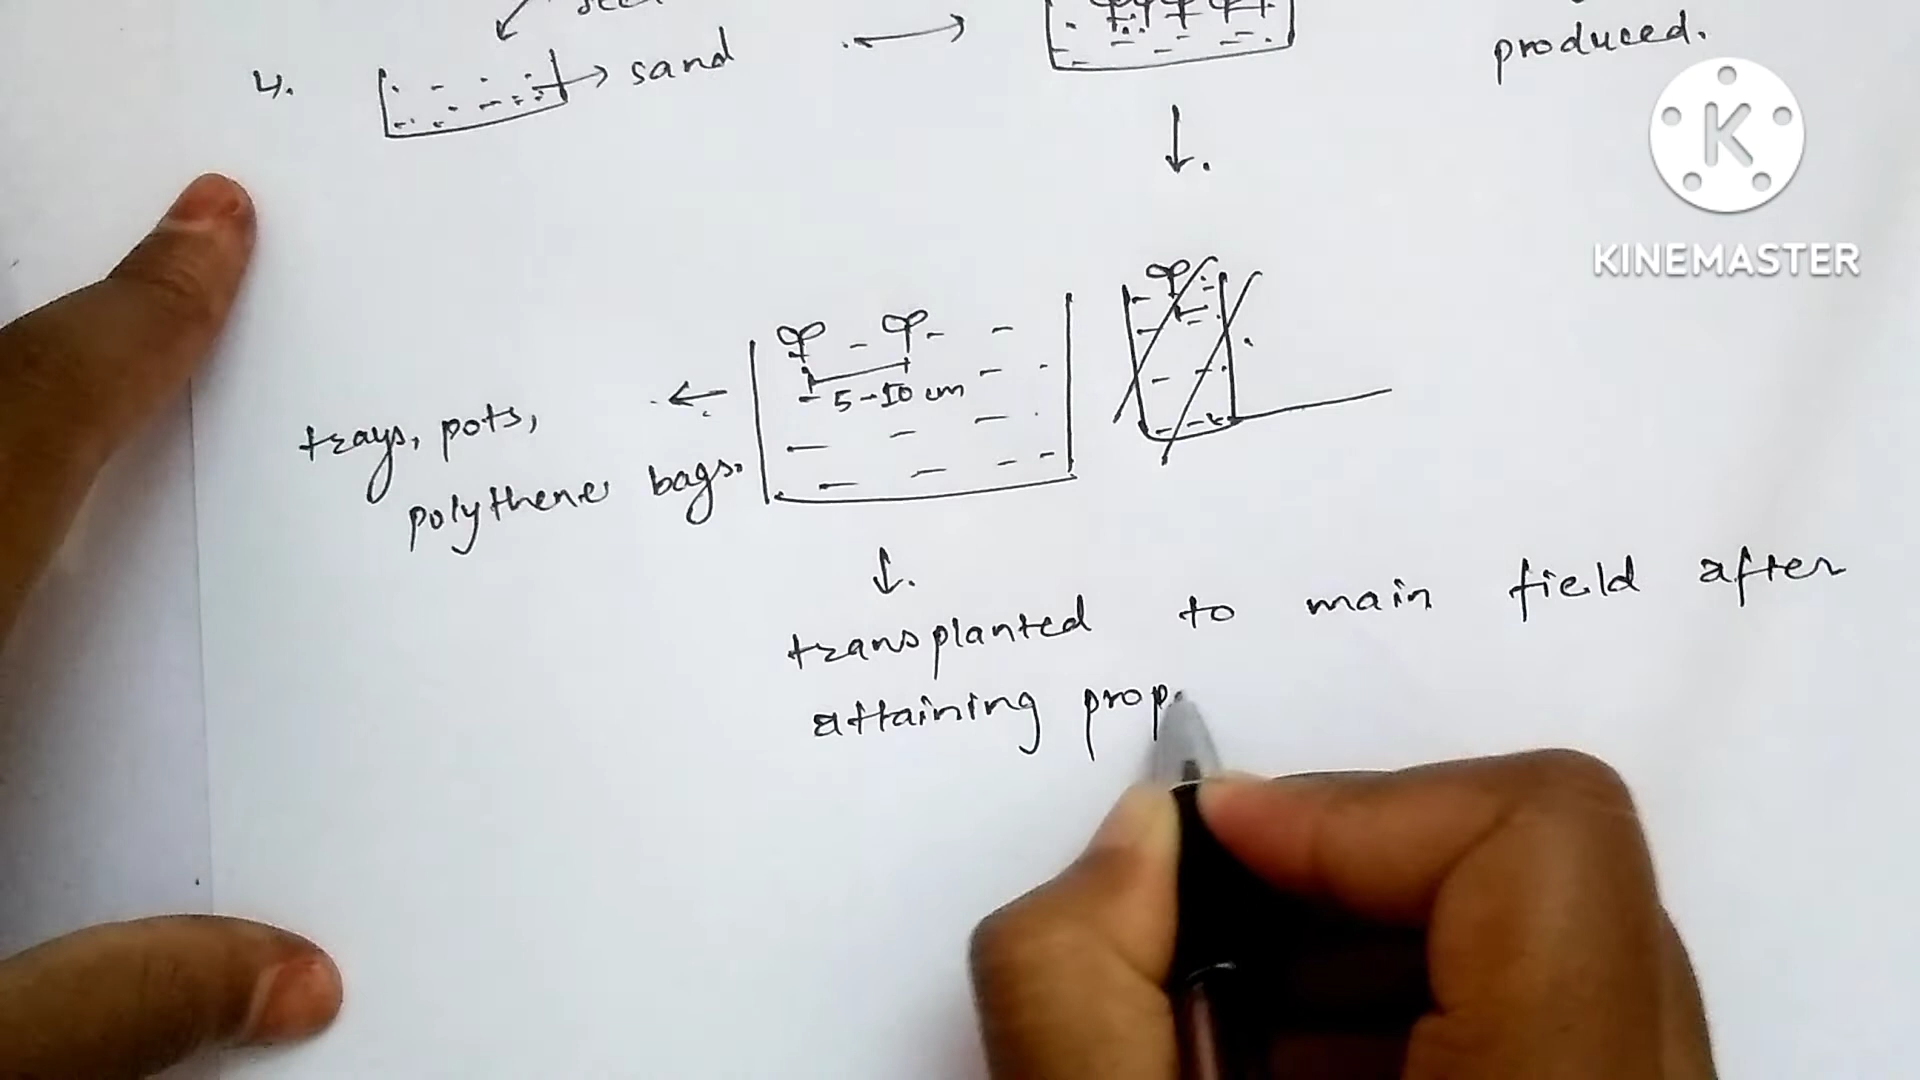 4.
→ sand
produced.
KINEMASTER
5-10 cm
trays, pots,
polythene bags.
transplanted to main field after
attaining prop